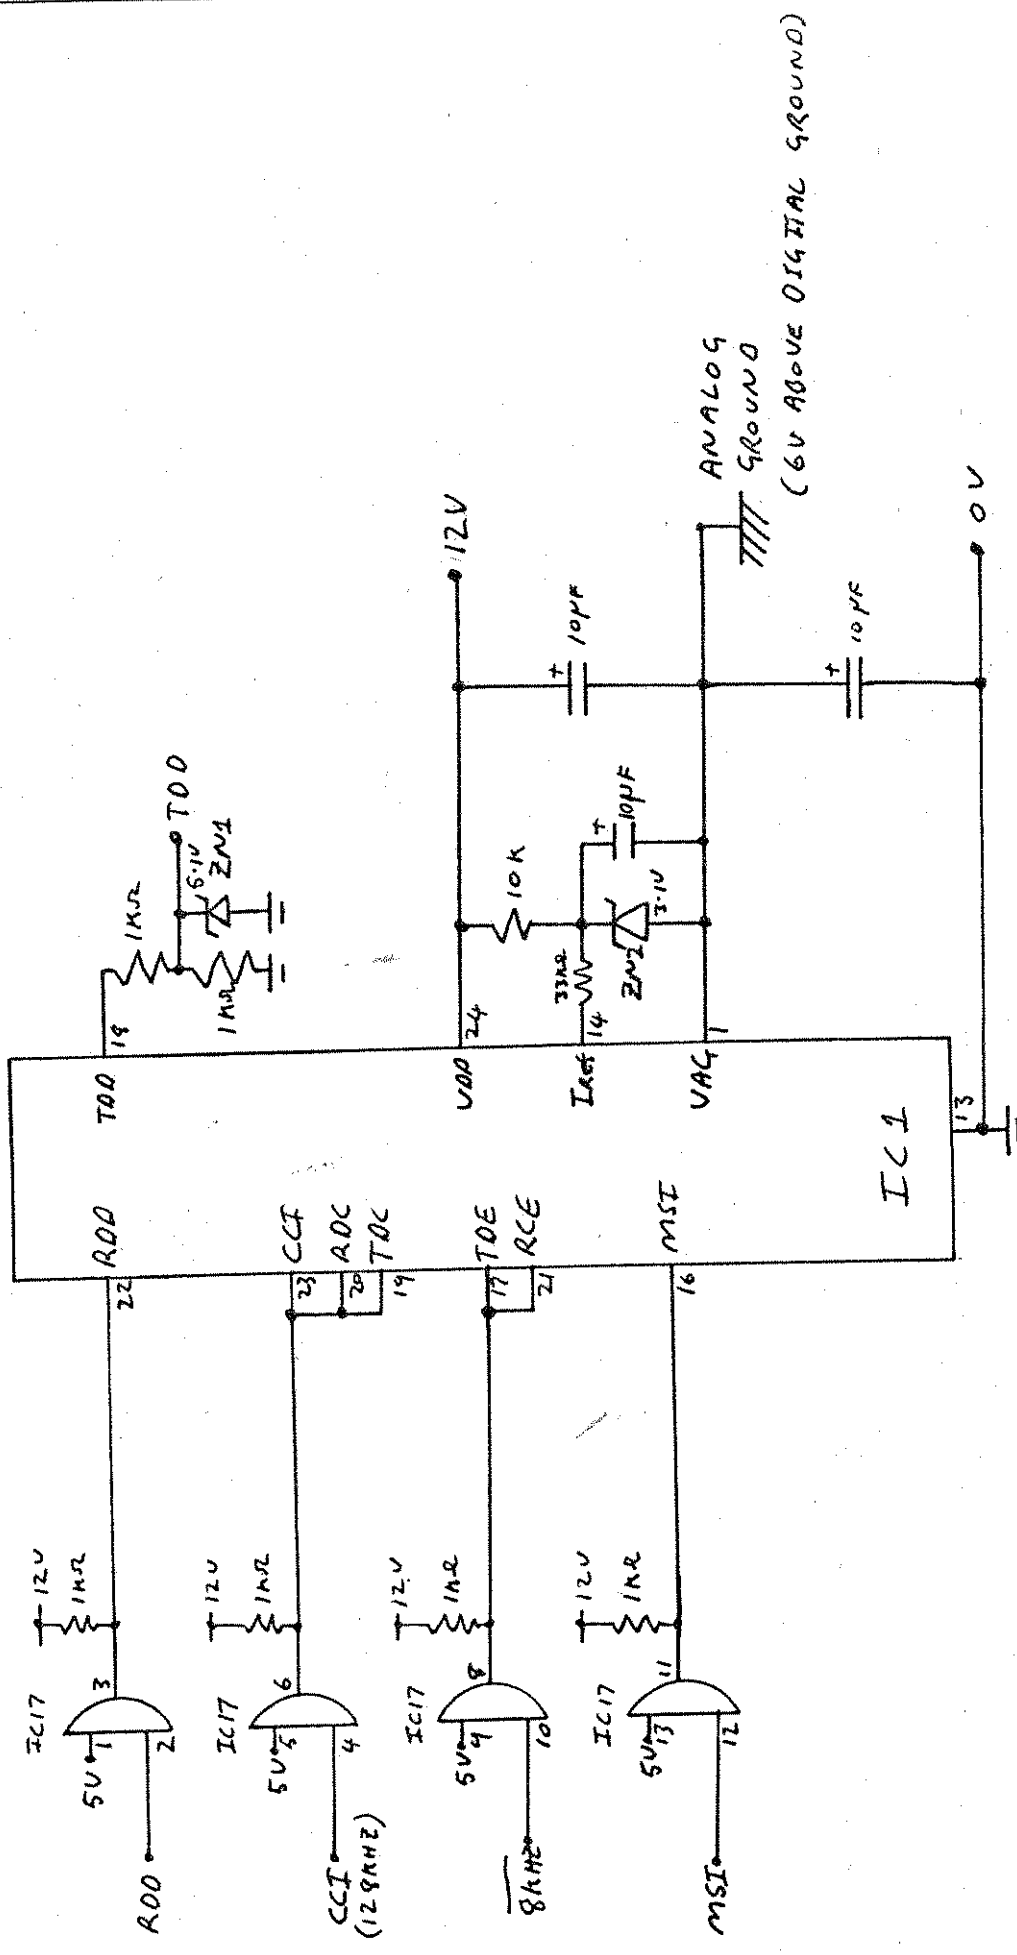 IC17
12V
1KΩ
5V
1
2
3
RDD
22
RDD
TDD
18
1KΩ
1KΩ
5.1V
ZN1
TDD
IC17
12V
1KΩ
5V
5
4
6
CCI
(128KHZ)
23
20
19
CCI
RDC
TDC
IC17
12V
1KΩ
5V
9
10
8
8KHZ
17
21
TDE
RCE
VDD
24
12V
10K
33KΩ
Iref
14
ZN2
3.1V
10µF
10µF
VAG
1
ANALOG
GROUND
(6V ABOVE DIGITAL GROUND)
IC17
12V
1KΩ
5V
13
12
11
MSI
16
MSI
IC1
13
10µF
0V